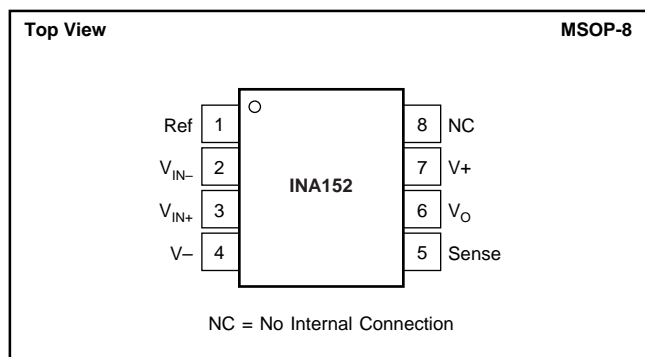 Top View MSOP-8
Ref 1 8 NC
VIN– 2 7 V+
INA152
VIN+ 3 6 VO
V– 4 5 Sense
NC = No Internal Connection